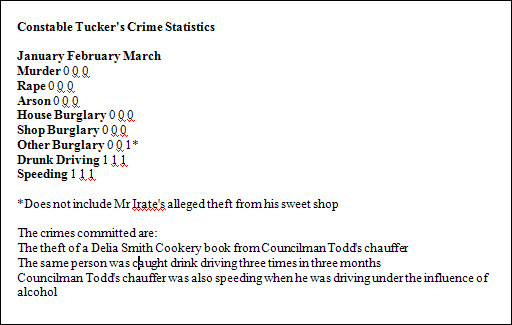 Constable Tucker's Crime Statistics
January February March
Murder 0 0 0
Rape 0 0 0
Arson 0 0 0
House Burglary 0 0 0
Shop Burglary 0 0 0
Other Burglary 0 0 1*
Drunk Driving 1 1 1
Speeding 1 1 1
*Does not include Mr Irate's alleged theft from his sweet shop
The crimes committed are:
The theft of a Delia Smith Cookery book from Councilman Todd's chauffer
The same person was caught drink driving three times in three months
Councilman Todd's chauffer was also speeding when he was driving under the influence of
alcohol